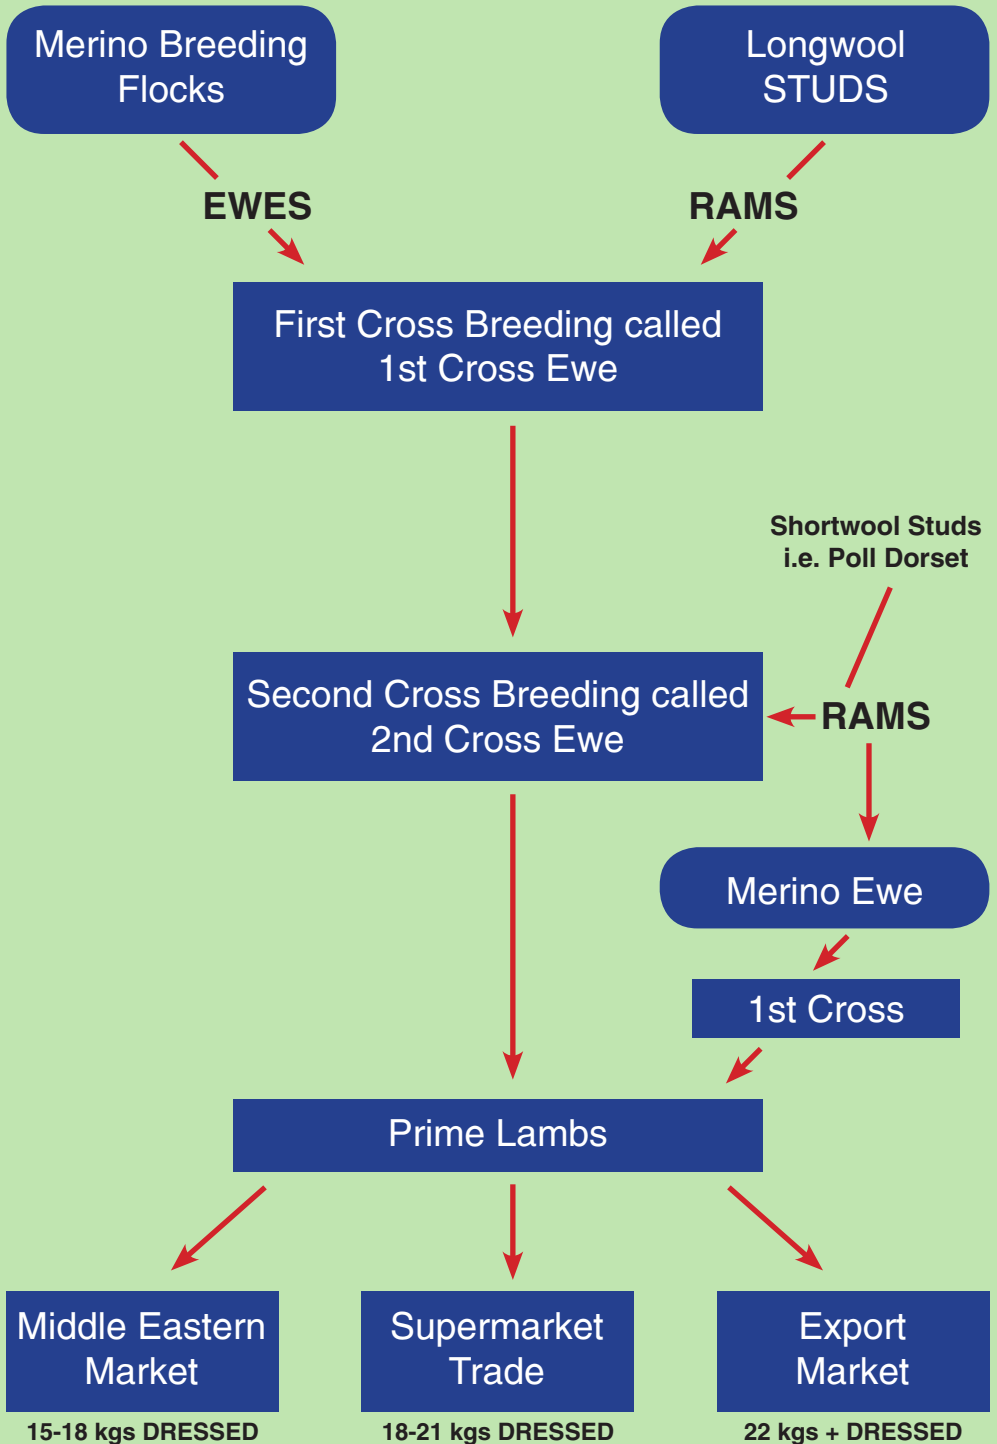 Merino Breeding
Flocks
Longwool
STUDS
EWES
RAMS
First Cross Breeding called
1st Cross Ewe
Shortwool Studs
i.e. Poll Dorset
Second Cross Breeding called
2nd Cross Ewe
RAMS
Merino Ewe
1st Cross
Prime Lambs
Middle Eastern
Market
15-18 kgs DRESSED
Supermarket
Trade
18-21 kgs DRESSED
Export
Market
22 kgs + DRESSED